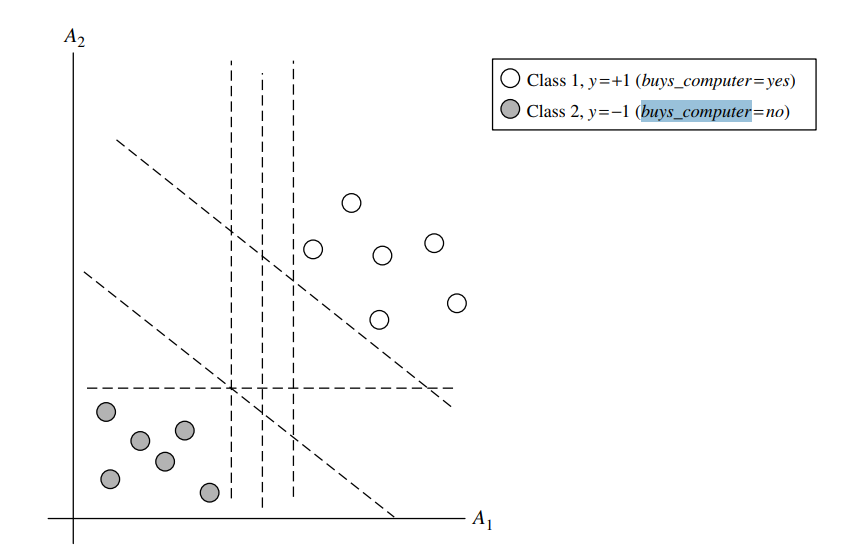 A2
Class 1, y=+1 (buys_computer=yes)
Class 2, y=−1 (buys_computer=no)
A1